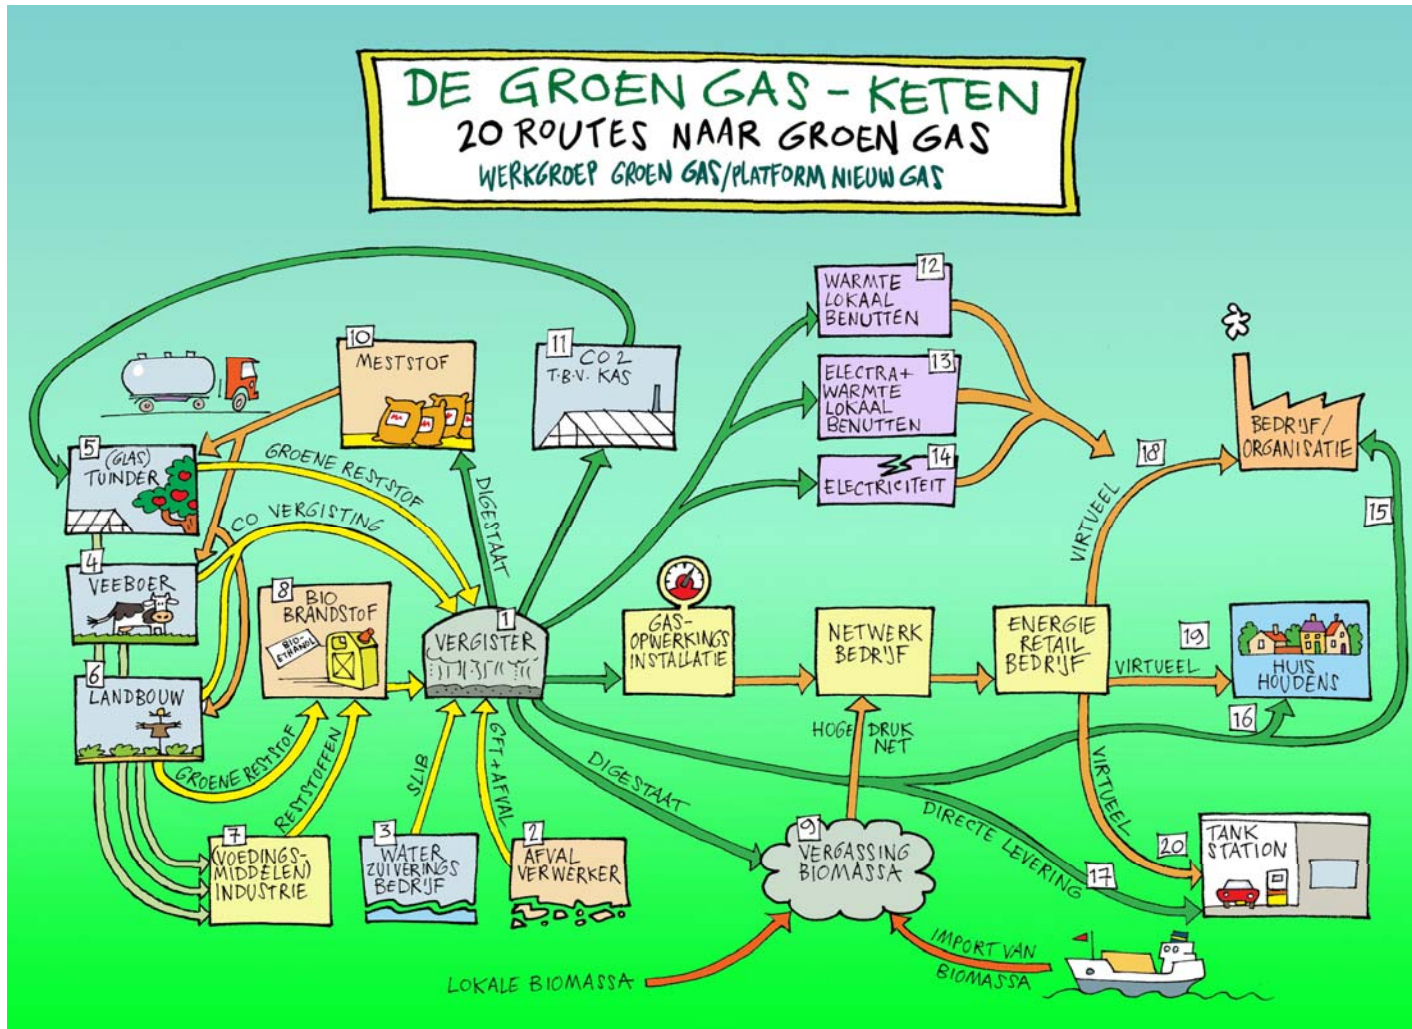 DE GROEN GAS - KETEN
20 ROUTES NAAR GROEN GAS
WERKGROEP GROEN GAS/PLATFORM NIEUW GAS
12
WARMTE
LOKAAL
BENUTTEN
10
MESTSTOF
11
CO2
T.B.V. KAS
13
ELECTRA+
WARMTE
LOKAAL
BENUTTEN
14
ELECTRICITEIT
BEDRIJF/
ORGANISATIE
18
VIRTUEEL
15
5
(GLAS)
TUINDER
GROENE RESTSTOF
CO VERGISTING
DIGESTAAT
4
VEEBOER
8
BIO
BRANDSTOF
BIO-
ETHANOL
1
VERGISTER
GAS-
OPWERKINGS
INSTALLATIE
NETWERK
BEDRIJF
ENERGIE
RETAIL
BEDRIJF
19
VIRTUEEL
HUIS
HOUDENS
16
6
LANDBOUW
GROENE RESTSTOF
RESTSTOFFEN
SLIB
GFT+AFVAL
DIGESTAAT
HOGE DRUK
NET
VIRTUEEL
DIRECTE LEVERING
17
20
TANK
STATION
7
(VOEDINGS-
MIDDELEN)
INDUSTRIE
3
WATER
ZUIVERINGS
BEDRIJF
2
AFVAL
VERWERKER
9
VERGASSING
BIOMASSA
LOKALE BIOMASSA
IMPORT VAN
BIOMASSA